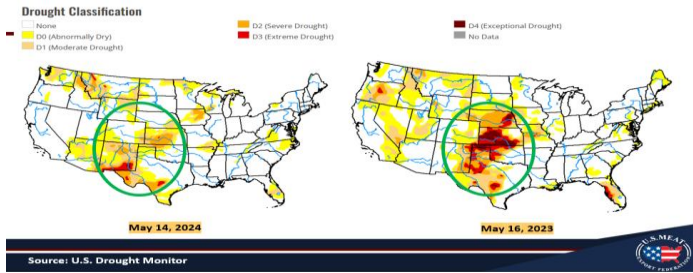 Drought Classification
None
D0 (Abnormally Dry)
D1 (Moderate Drought)
D2 (Severe Drought)
D3 (Extreme Drought)
D4 (Exceptional Drought)
No Data
May 14, 2024
May 16, 2023
Source: U.S. Drought Monitor
U.S. MEAT
EXPORT FEDERATION